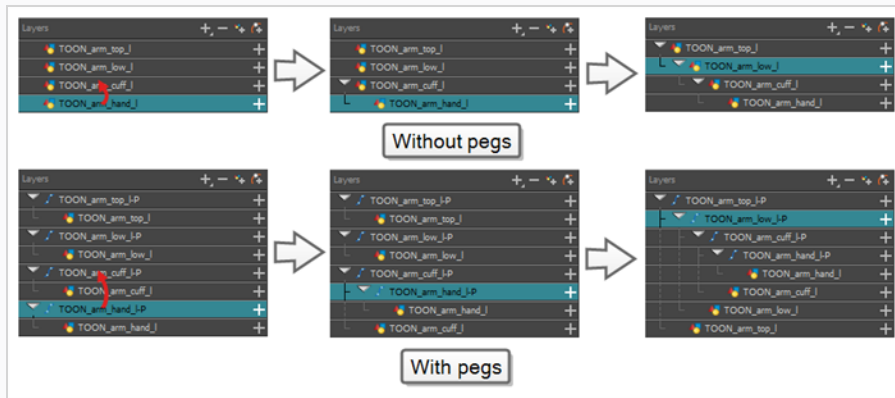 Layers
TOON_arm_top_l
TOON_arm_low_l
TOON_arm_cuff_l
TOON_arm_hand_l
Layers
TOON_arm_top_l
TOON_arm_low_l
TOON_arm_cuff_l
TOON_arm_hand_l
Layers
TOON_arm_top_l
TOON_arm_low_l
TOON_arm_cuff_l
TOON_arm_hand_l
Without pegs
Layers
TOON_arm_top_l-P
TOON_arm_top_l
TOON_arm_low_l-P
TOON_arm_low_l
TOON_arm_cuff_l-P
TOON_arm_cuff_l
TOON_arm_hand_l-P
TOON_arm_hand_l
Layers
TOON_arm_top_l-P
TOON_arm_top_l
TOON_arm_low_l-P
TOON_arm_low_l
TOON_arm_cuff_l-P
TOON_arm_hand_l-P
TOON_arm_hand_l
TOON_arm_cuff_l
Layers
TOON_arm_top_l-P
TOON_arm_low_l-P
TOON_arm_cuff_l-P
TOON_arm_hand_l-P
TOON_arm_hand_l
TOON_arm_cuff_l
TOON_arm_low_l
TOON_arm_top_l
With pegs